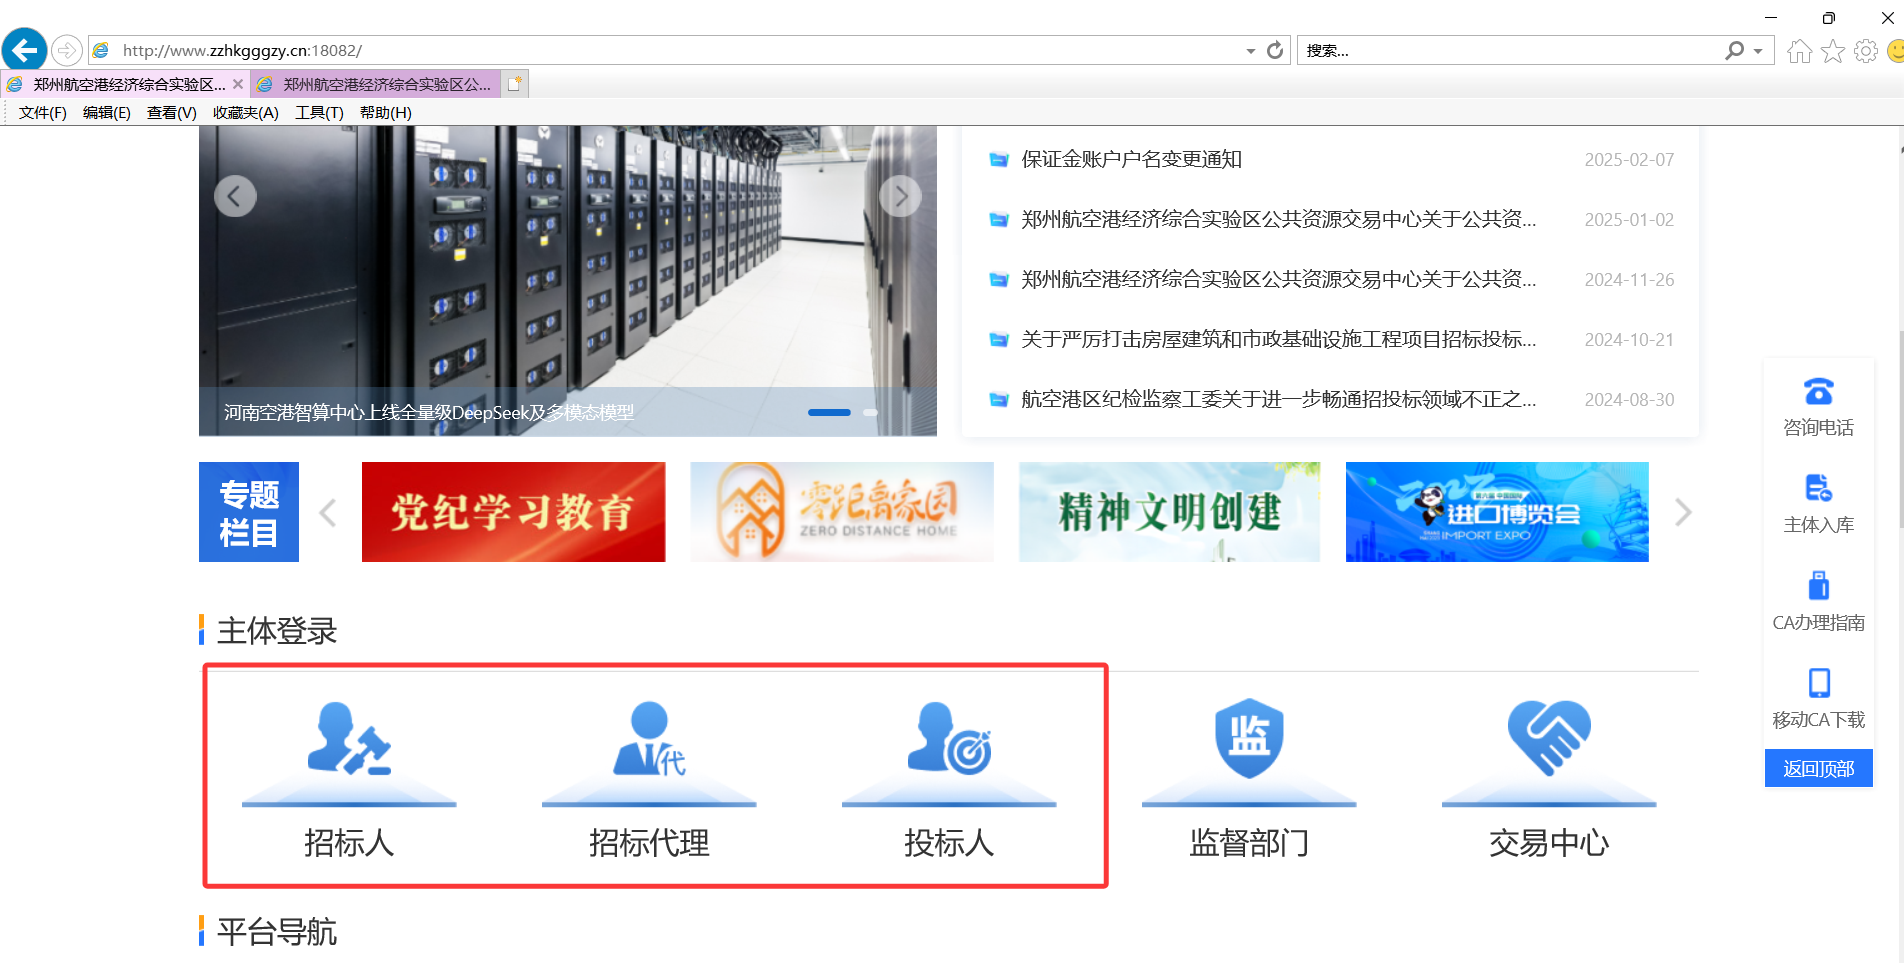 http://www.zzhkgggzy.cn:18082/
搜索...
郑州航空港经济综合实验区...
郑州航空港经济综合实验区公...
文件(F) 编辑(E) 查看(V) 收藏夹(A) 工具(T) 帮助(H)
河南空港智算中心上线全量级DeepSeek及多模态模型
保证金账户户名变更通知 2025-02-07
郑州航空港经济综合实验区公共资源交易中心关于公共资... 2025-01-02
郑州航空港经济综合实验区公共资源交易中心关于公共资... 2024-11-26
关于严厉打击房屋建筑和市政基础设施工程项目招标投标... 2024-10-21
航空港区纪检监察工委关于进一步畅通招投标领域不正之... 2024-08-30
专题
栏目
党纪学习教育
零距离家园
ZERO DISTANCE HOME
精神文明创建
2022
进口博览会
IMPORT EXPO
咨询电话
主体入库
CA办理指南
移动CA下载
返回顶部
主体登录
代
监
招标人
招标代理
投标人
监督部门
交易中心
平台导航